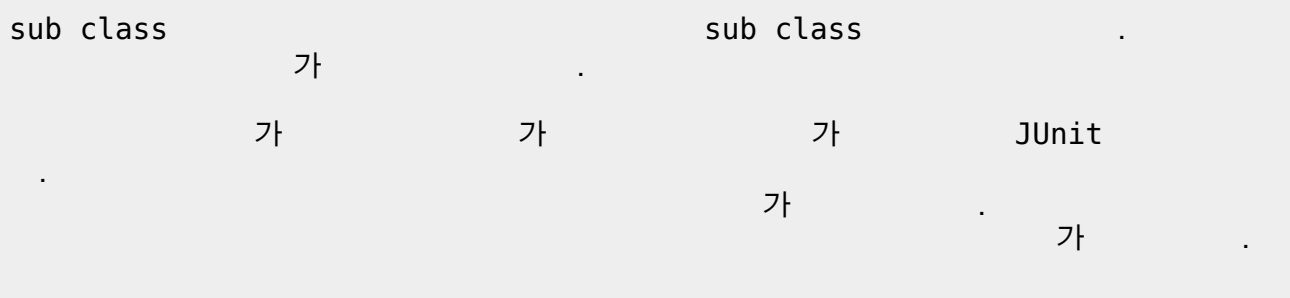 sub class sub class .
가 .
가 가 가 JUnit
.
가 .
가 .